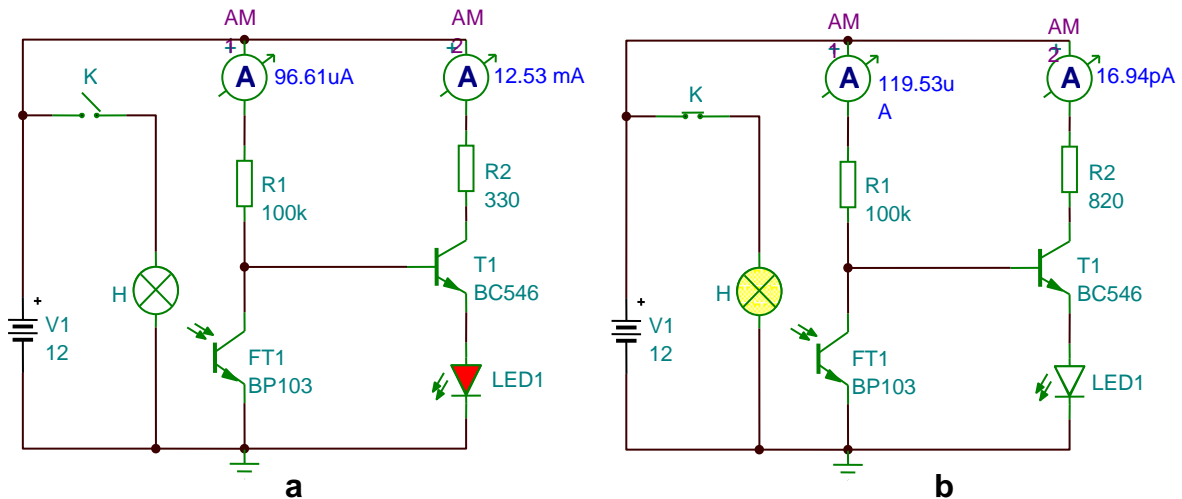 AM
1
+
A
96.61uA
AM
2
+
A
12.53 mA
K
R1
100k
R2
330
T1
BC546
H
+
V1
12
FT1
BP103
LED1
a
AM
1
+
A
119.53u
A
AM
2
+
A
16.94pA
K
R1
100k
R2
820
T1
BC546
H
+
V1
12
FT1
BP103
LED1
b